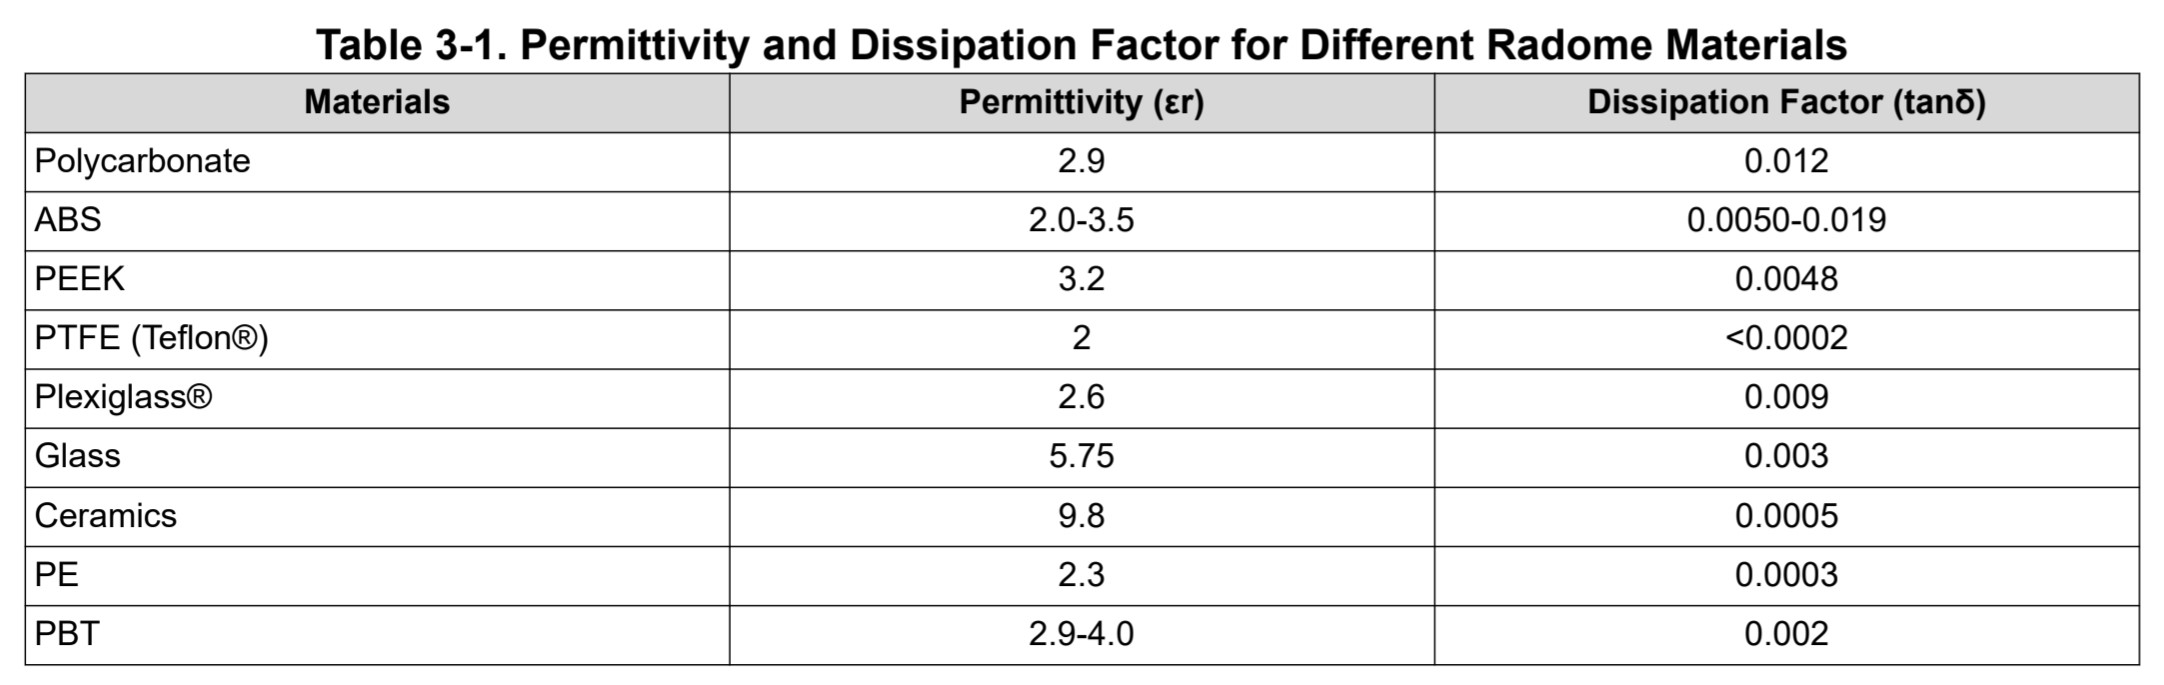 Table 3-1. Permittivity and Dissipation Factor for Different Radome Materials
Materials Permittivity (εr) Dissipation Factor (tanδ)
Polycarbonate 2.9 0.012
ABS 2.0-3.5 0.0050-0.019
PEEK 3.2 0.0048
PTFE (Teflon®) 2 <0.0002
Plexiglass® 2.6 0.009
Glass 5.75 0.003
Ceramics 9.8 0.0005
PE 2.3 0.0003
PBT 2.9-4.0 0.002